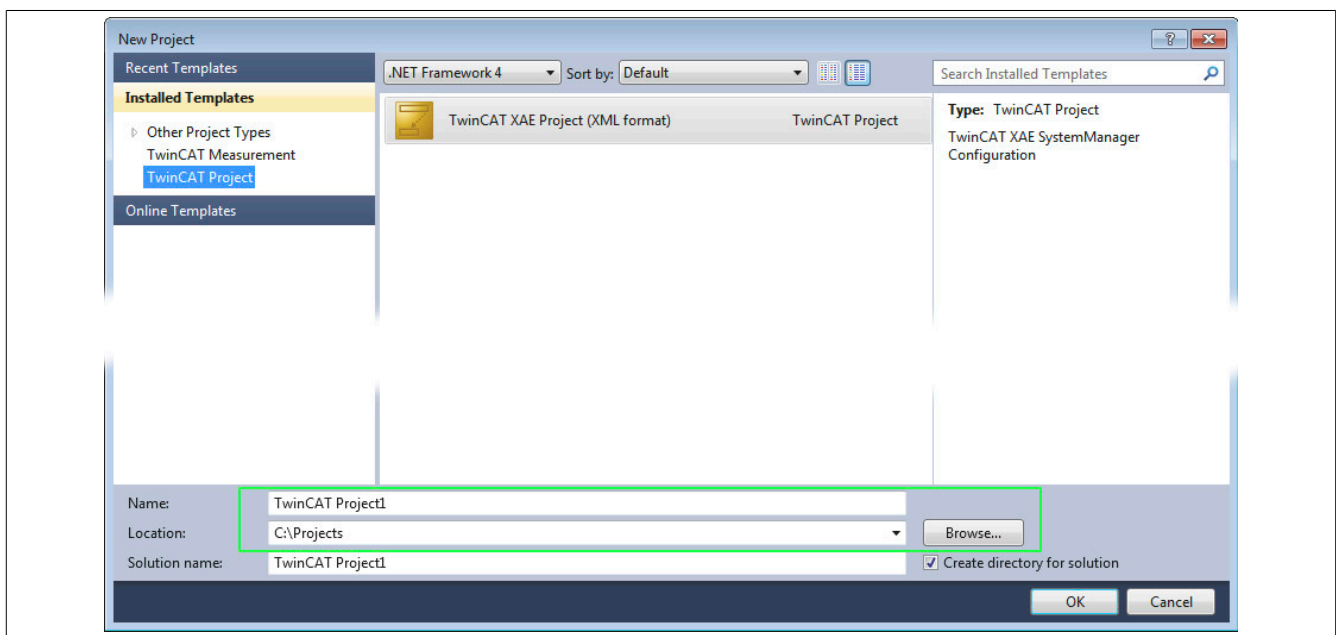 New Project
Recent Templates
Installed Templates
Other Project Types
TwinCAT Measurement
TwinCAT Project
Online Templates
.NET Framework 4
Sort by: Default
Search Installed Templates
TwinCAT XAE Project (XML format) TwinCAT Project
Type: TwinCAT Project
TwinCAT XAE SystemManager
Configuration
Name: TwinCAT Project1
Location: C:\Projects
Browse...
Solution name: TwinCAT Project1
Create directory for solution
OK Cancel